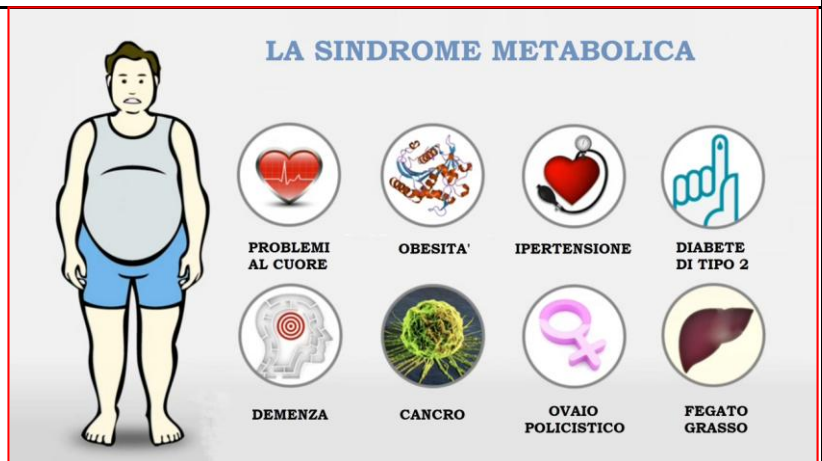 LA SINDROME METABOLICA
PROBLEMI
AL CUORE
OBESITA'
IPERTENSIONE
DIABETE
DI TIPO 2
DEMENZA
CANCRO
OVAIO
POLICISTICO
FEGATO
GRASSO